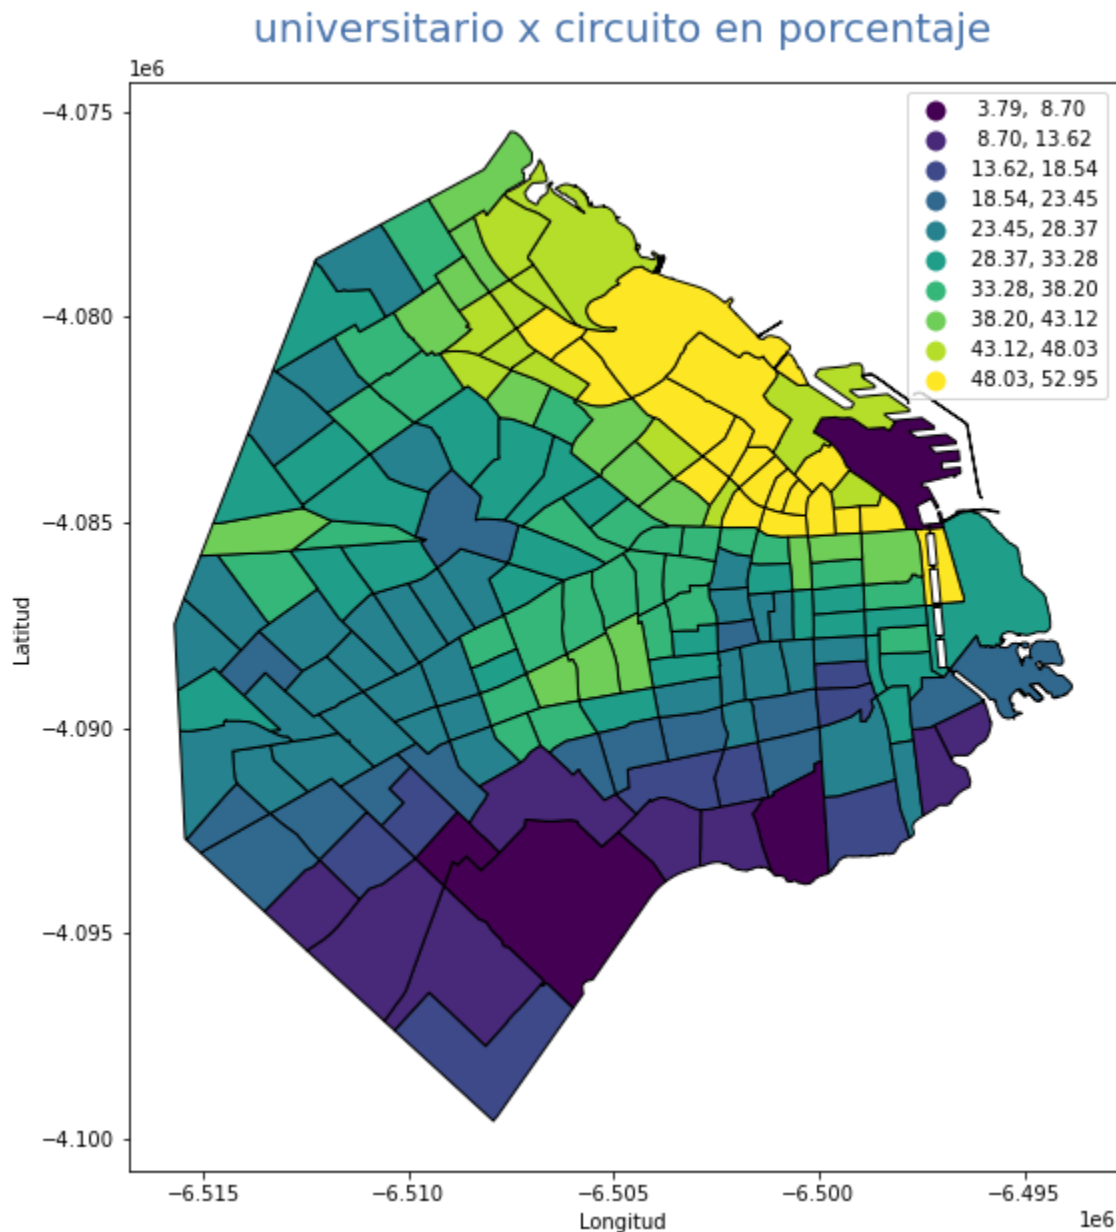 universitario x circuito en porcentaje
1e6
−4.075
−4.080
−4.085
−4.090
−4.095
−4.100
Latitud
3.79, 8.70
8.70, 13.62
13.62, 18.54
18.54, 23.45
23.45, 28.37
28.37, 33.28
33.28, 38.20
38.20, 43.12
43.12, 48.03
48.03, 52.95
−6.515 −6.510 −6.505 −6.500 −6.495
Longitud
1e6